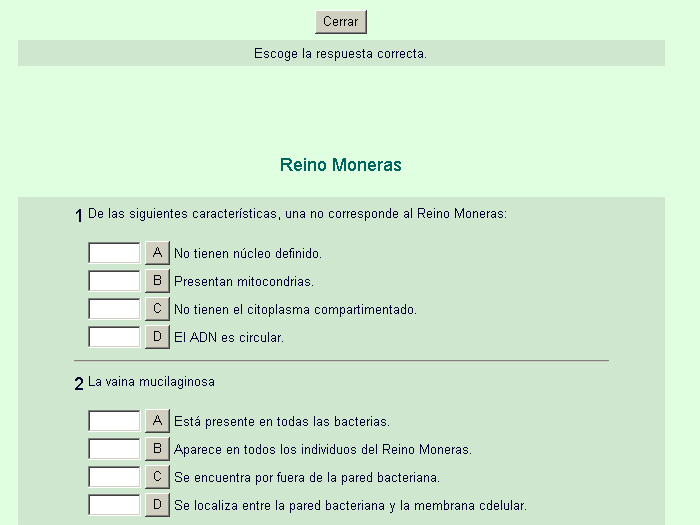 Cerrar
Escoge la respuesta correcta.
Reino Moneras
1 De las siguientes características, una no corresponde al Reino Moneras:
A No tienen núcleo definido.
B Presentan mitocondrias.
C No tienen el citoplasma compartimentado.
D El ADN es circular.
2 La vaina mucilaginosa
A Está presente en todas las bacterias.
B Aparece en todos los individuos del Reino Moneras.
C Se encuentra por fuera de la pared bacteriana.
D Se localiza entre la pared bacteriana y la membrana cdelular.